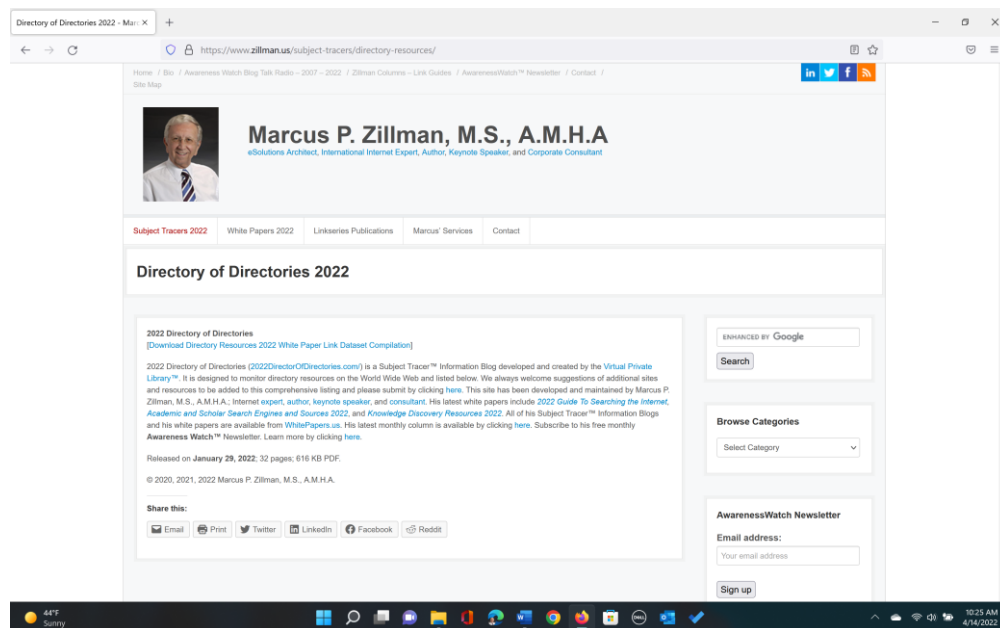 Directory of Directories 2022 - Marc
https://www.zillman.us/subject-tracers/directory-resources/
Home / Bio / Awareness Watch Blog Talk Radio – 2007 – 2022 / Zillman Columns – Link Guides / AwarenessWatch™ Newsletter / Contact /
Site Map
in f
Marcus P. Zillman, M.S., A.M.H.A
eSolutions Architect, International Internet Expert, Author, Keynote Speaker, and Corporate Consultant
Subject Tracers 2022 White Papers 2022 Linkseries Publications Marcus' Services Contact
Directory of Directories 2022
2022 Directory of Directories
[Download Directory Resources 2022 White Paper Link Dataset Compilation]
2022 Directory of Directories (2022DirectorOfDirectories.com/) is a Subject Tracer™ Information Blog developed and created by the Virtual Private
Library™. It is designed to monitor directory resources on the World Wide Web and listed below. We always welcome suggestions of additional sites
and resources to be added to this comprehensive listing and please submit by clicking here. This site has been developed and maintained by Marcus P.
Zillman, M.S., A.M.H.A.; Internet expert, author, keynote speaker, and consultant. His latest white papers include 2022 Guide To Searching the Internet,
Academic and Scholar Search Engines and Sources 2022, and Knowledge Discovery Resources 2022. All of his Subject Tracer™ Information Blogs
and his white papers are available from WhitePapers.us. His latest monthly column is available by clicking here. Subscribe to his free monthly
Awareness Watch™ Newsletter. Learn more by clicking here.
Released on January 29, 2022; 32 pages; 616 KB PDF.
© 2020, 2021, 2022 Marcus P. Zillman, M.S., A.M.H.A.
Share this:
Email Print Twitter LinkedIn Facebook Reddit
ENHANCED BY Google
Search
Browse Categories
Select Category
AwarenessWatch Newsletter
Email address:
Your email address
Sign up
44°F
Sunny
DELL
10:25 AM
4/14/2022